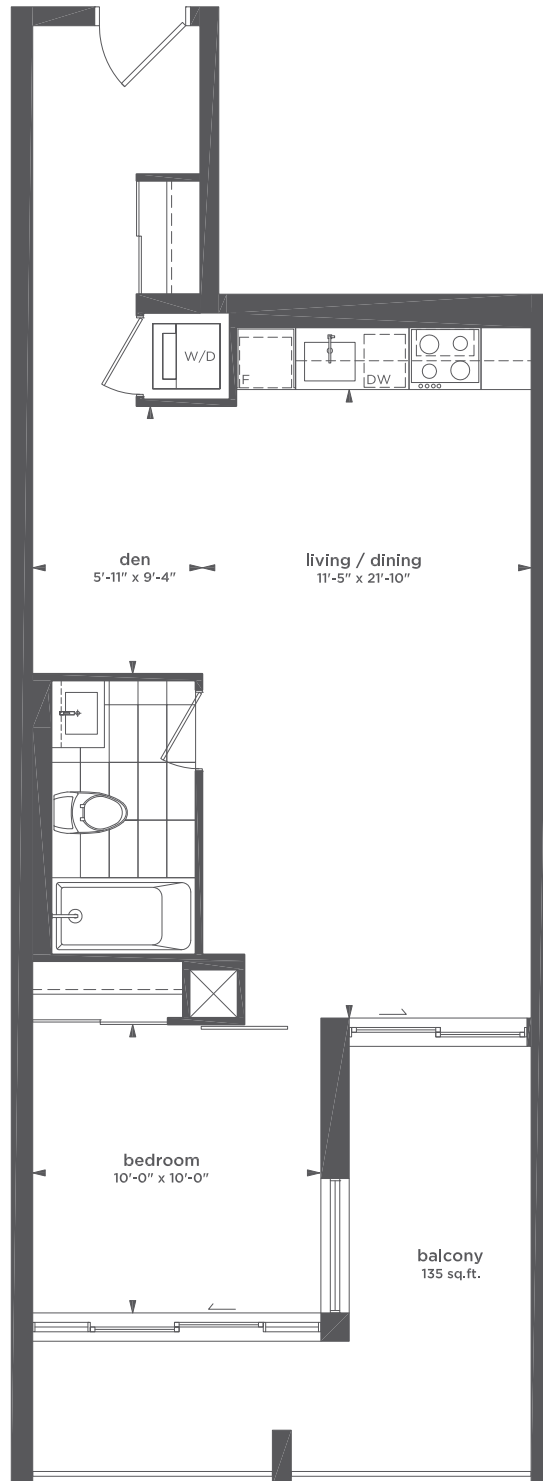 W/D
F
DW
den
5'-11" x 9'-4"
living / dining
11'-5" x 21'-10"
bedroom
10'-0" x 10'-0"
balcony
135 sq.ft.